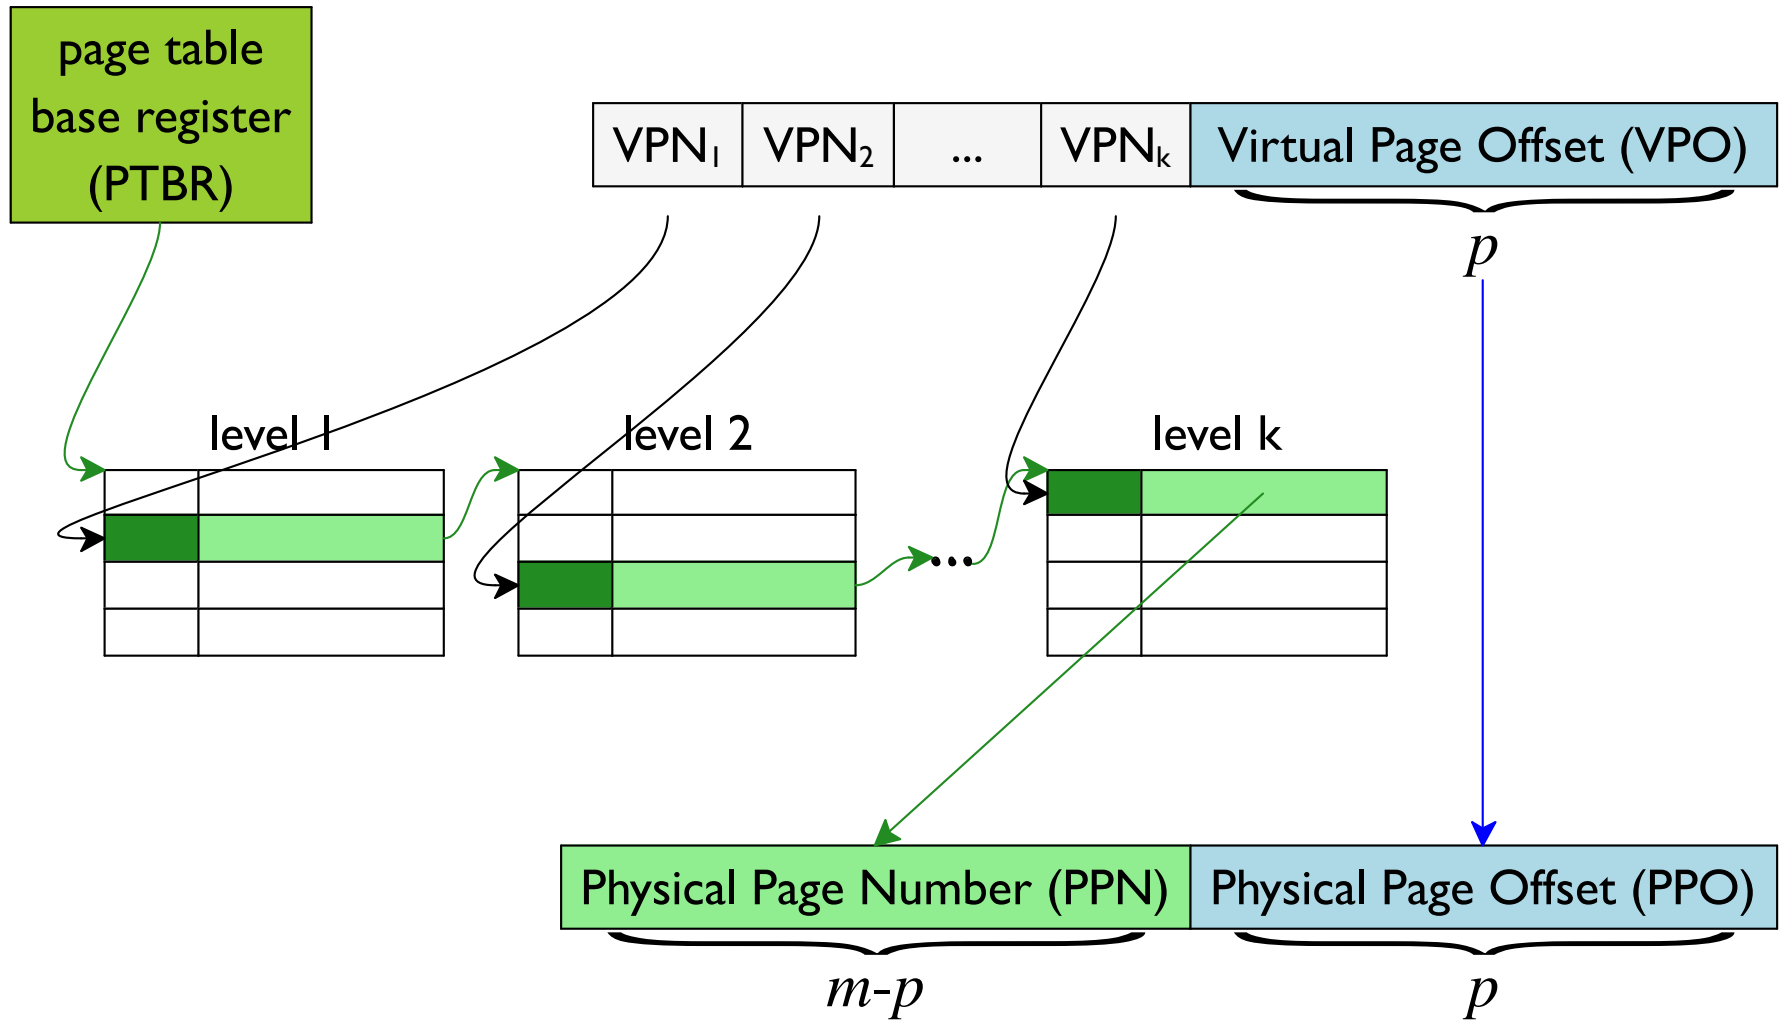 page table
base register
(PTBR)
VPN₁ VPN₂ ... VPNₖ Virtual Page Offset (VPO)
p
level 1 level 2 level k
...
Physical Page Number (PPN) Physical Page Offset (PPO)
m-p p